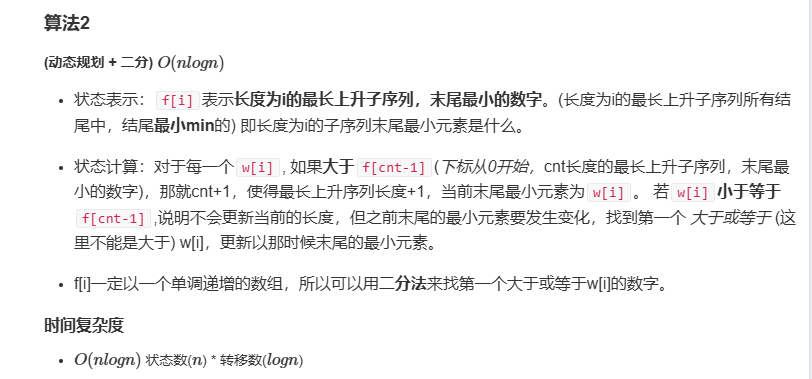 算法2
(动态规划 + 二分) O(nlogn)
• 状态表示： f[i] 表示长度为i的最长上升子序列，末尾最小的数字。(长度为i的最长上升子序列所有结
尾中，结尾最小min的) 即长度为i的子序列末尾最小元素是什么。
• 状态计算：对于每一个 w[i] , 如果大于 f[cnt-1] (下标从0开始，cnt长度的最长上升子序列，末尾最
小的数字)，那就cnt+1，使得最长上升序列长度+1，当前末尾最小元素为 w[i] 。 若 w[i] 小于等于
f[cnt-1] ,说明不会更新当前的长度，但之前末尾的最小元素要发生变化，找到第一个 大于或等于 (这
里不能是大于) w[i]，更新以那时候末尾的最小元素。
• f[i]一定以一个单调递增的数组，所以可以用二分法来找第一个大于或等于w[i]的数字。
时间复杂度
• O(nlogn) 状态数(n) * 转移数(logn)